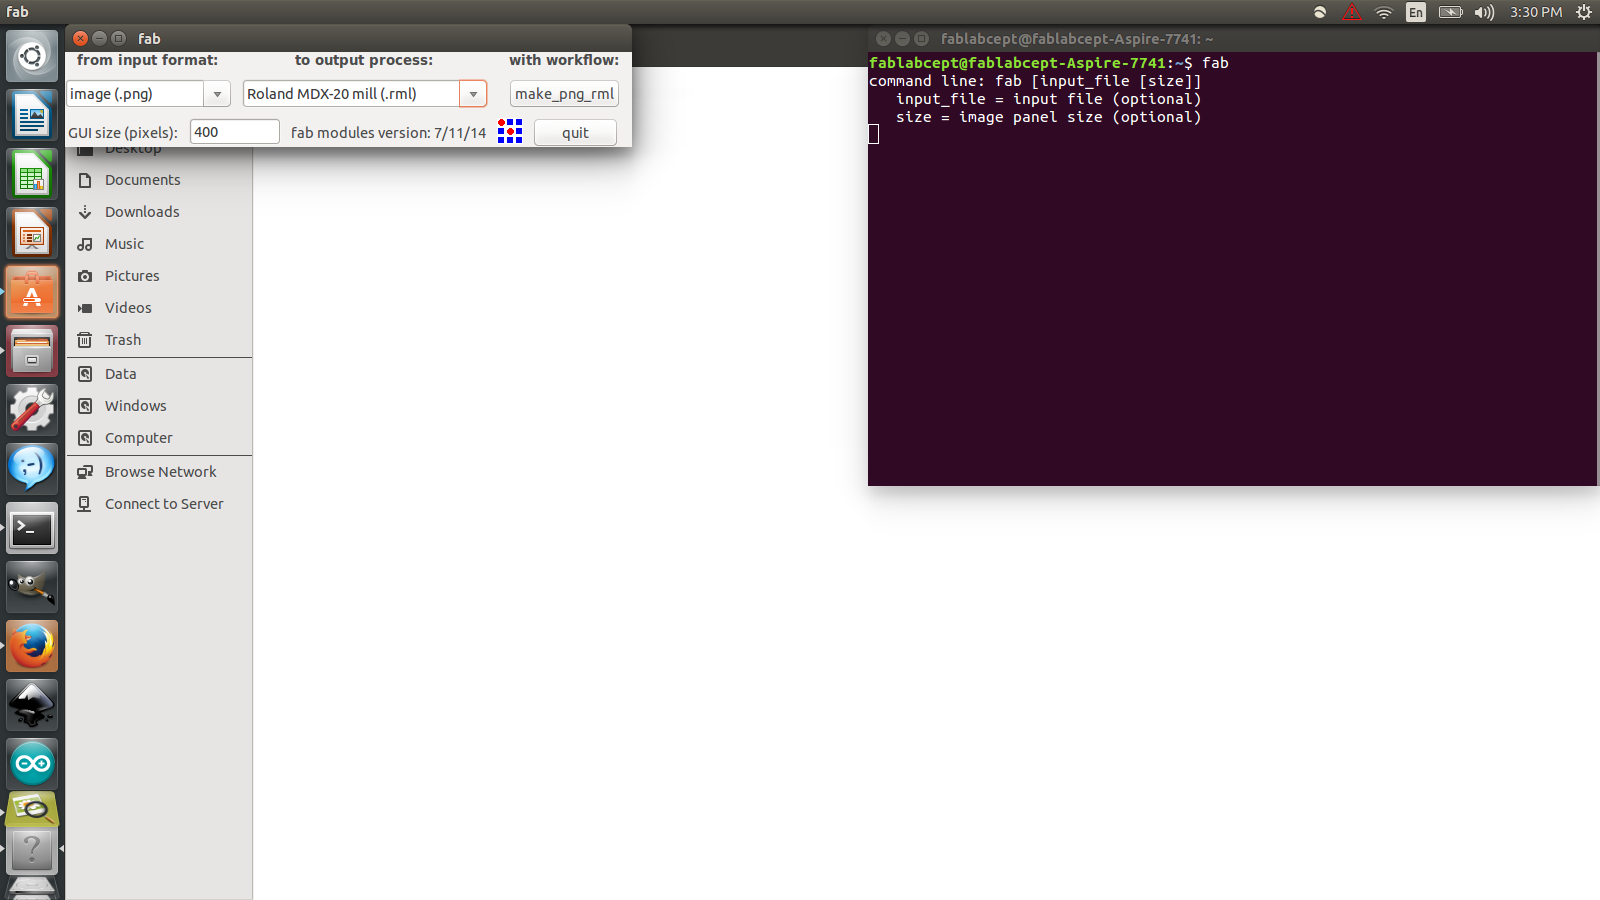 fab
En
3:30 PM
fab
from input format:
to output process:
with workflow:
image (.png)
Roland MDX-20 mill (.rml)
make_png_rml
GUI size (pixels):
400
fab modules version: 7/11/14
quit
Desktop
Documents
Downloads
Music
Pictures
Videos
Trash
Data
Windows
Computer
Browse Network
Connect to Server
fablabcept@fablabcept-Aspire-7741: ~
fablabcept@fablabcept-Aspire-7741:~$ fab
command line: fab [input_file [size]]
input_file = input file (optional)
size = image panel size (optional)